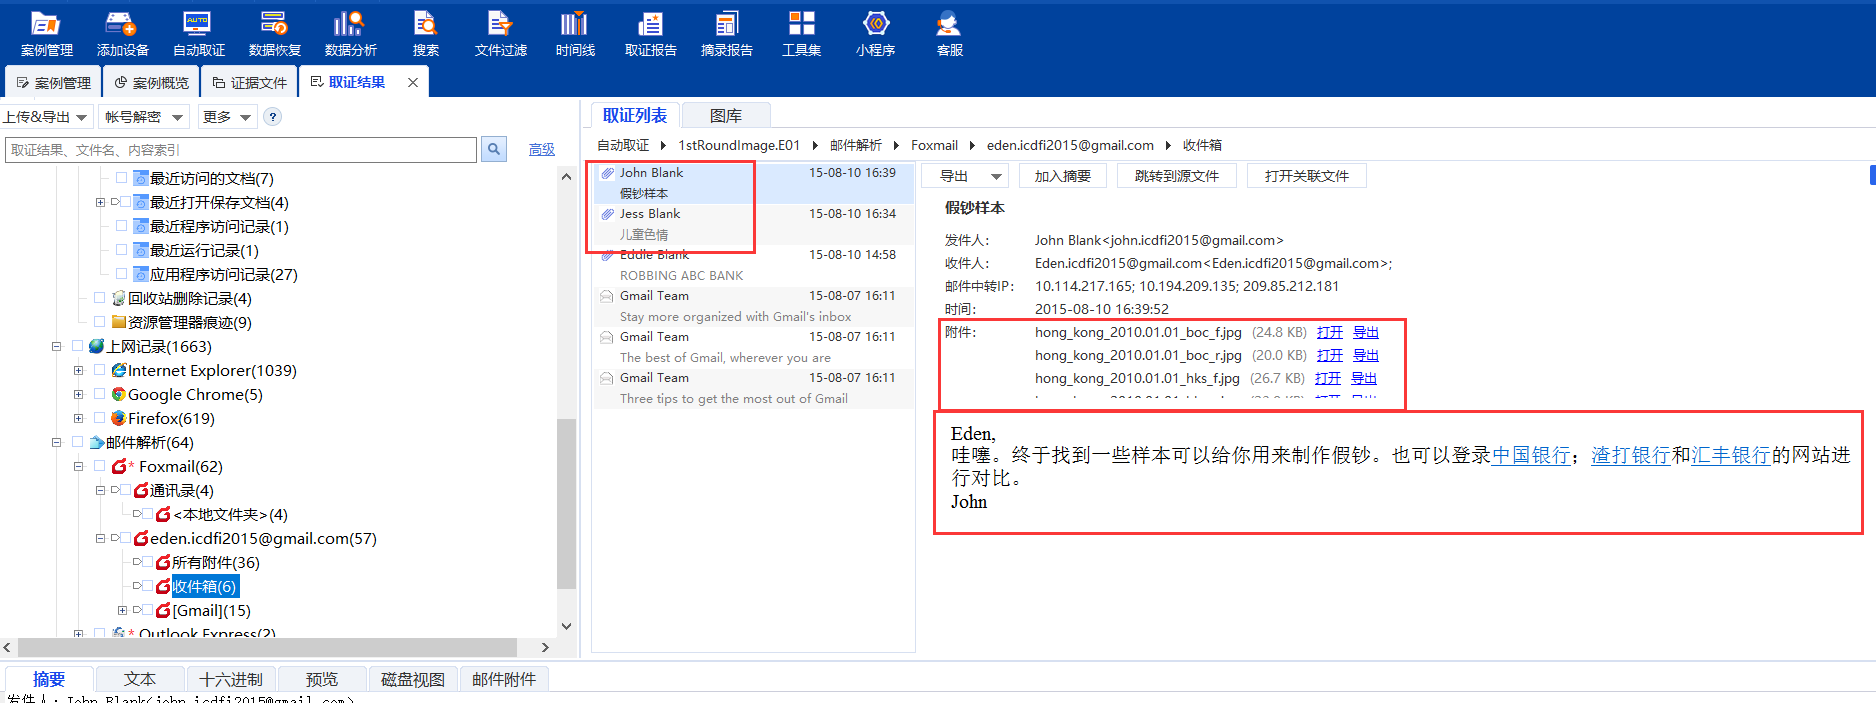 案例管理 添加设备 自动取证 数据恢复 数据分析 搜索 文件过滤 时间线 取证报告 摘录报告 工具集 小程序 客服
案例管理 案例概览 证据文件 取证结果
上传&导出 帐号解密 更多 ?
取证结果、文件名、内容索引 高级
最近访问的文档(7)
最近打开保存文档(4)
最近程序访问记录(1)
最近运行记录(1)
应用程序访问记录(27)
回收站删除记录(4)
资源管理器痕迹(9)
上网记录(1663)
Internet Explorer(1039)
Google Chrome(5)
Firefox(619)
邮件解析(64)
* Foxmail(62)
通讯录(4)
<本地文件夹>(4)
eden.icdfi2015@gmail.com(57)
所有附件(36)
收件箱(6)
[Gmail](15)
* Outlook Express(2)
取证列表 图库
自动取证 1stRoundImage.E01 邮件解析 Foxmail eden.icdfi2015@gmail.com 收件箱
John Blank 15-08-10 16:39
假钞样本
Jess Blank 15-08-10 16:34
儿童色情
Eddie Blank 15-08-10 14:58
ROBBING ABC BANK
Gmail Team 15-08-07 16:11
Stay more organized with Gmail's inbox
Gmail Team 15-08-07 16:11
The best of Gmail, wherever you are
Gmail Team 15-08-07 16:11
Three tips to get the most out of Gmail
导出 加入摘要 跳转到源文件 打开关联文件
假钞样本
发件人: John Blank<john.icdfi2015@gmail.com>
收件人: Eden.icdfi2015@gmail.com<Eden.icdfi2015@gmail.com>;
邮件中转IP: 10.114.217.165; 10.194.209.135; 209.85.212.181
时间: 2015-08-10 16:39:52
附件: hong_kong_2010.01.01_boc_f.jpg (24.8 KB) 打开 导出
hong_kong_2010.01.01_boc_r.jpg (20.0 KB) 打开 导出
hong_kong_2010.01.01_hks_f.jpg (26.7 KB) 打开 导出
Eden,
哇噻。终于找到一些样本可以给你用来制作假钞。也可以登录中国银行；渣打银行和汇丰银行的网站进
行对比。
John
摘要 文本 十六进制 预览 磁盘视图 邮件附件
发件人: John Blank(john.icdfi2015@gmail.com)